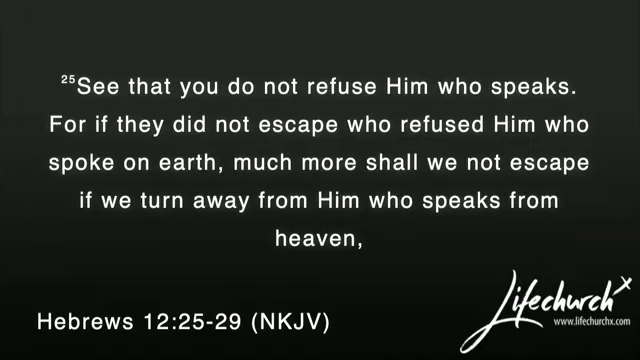 ²⁵See that you do not refuse Him who speaks.
For if they did not escape who refused Him who
spoke on earth, much more shall we not escape
if we turn away from Him who speaks from
heaven,
Lifechurch x
www.lifechurchx.com
Hebrews 12:25-29 (NKJV)